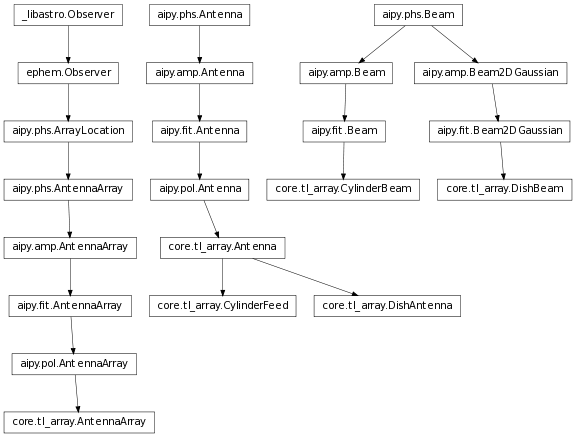 _libastro.Observer
aipy.phs.Antenna
aipy.phs.Beam
ephem.Observer
aipy.amp.Antenna
aipy.amp.Beam
aipy.amp.Beam2DGaussian
aipy.phs.ArrayLocation
aipy.fit.Antenna
aipy.fit.Beam
aipy.fit.Beam2DGaussian
aipy.phs.AntennaArray
aipy.pol.Antenna
core.tl_array.CylinderBeam
core.tl_array.DishBeam
aipy.amp.AntennaArray
core.tl_array.Antenna
aipy.fit.AntennaArray
core.tl_array.CylinderFeed
core.tl_array.DishAntenna
aipy.pol.AntennaArray
core.tl_array.AntennaArray